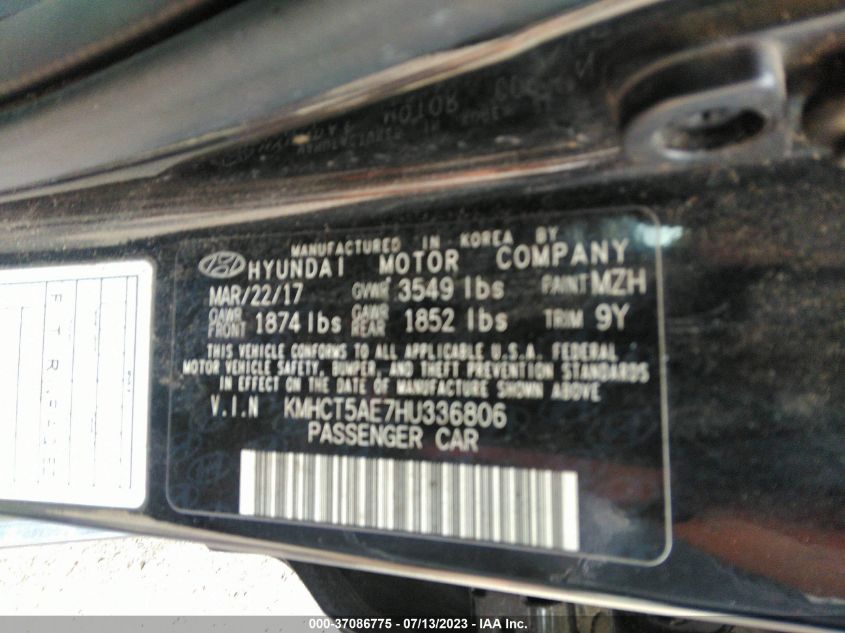 MANUFACTURED IN KOREA BY
HYUNDAI MOTOR COMPANY
MAR/22/17 GVWR 3549 lbs PAINT MZH
GAWR FRONT 1874 lbs GAWR REAR 1852 lbs TRIM 9Y
THIS VEHICLE CONFORMS TO ALL APPLICABLE U.S.A. FEDERAL
MOTOR VEHICLE SAFETY, BUMPER, AND THEFT PREVENTION STANDARDS
IN EFFECT ON THE DATE OF MANUFACTURE SHOWN ABOVE
V.I.N KMHCT5AE7HU336806
PASSENGER CAR
000-37086775 - 07/13/2023 - IAA Inc.